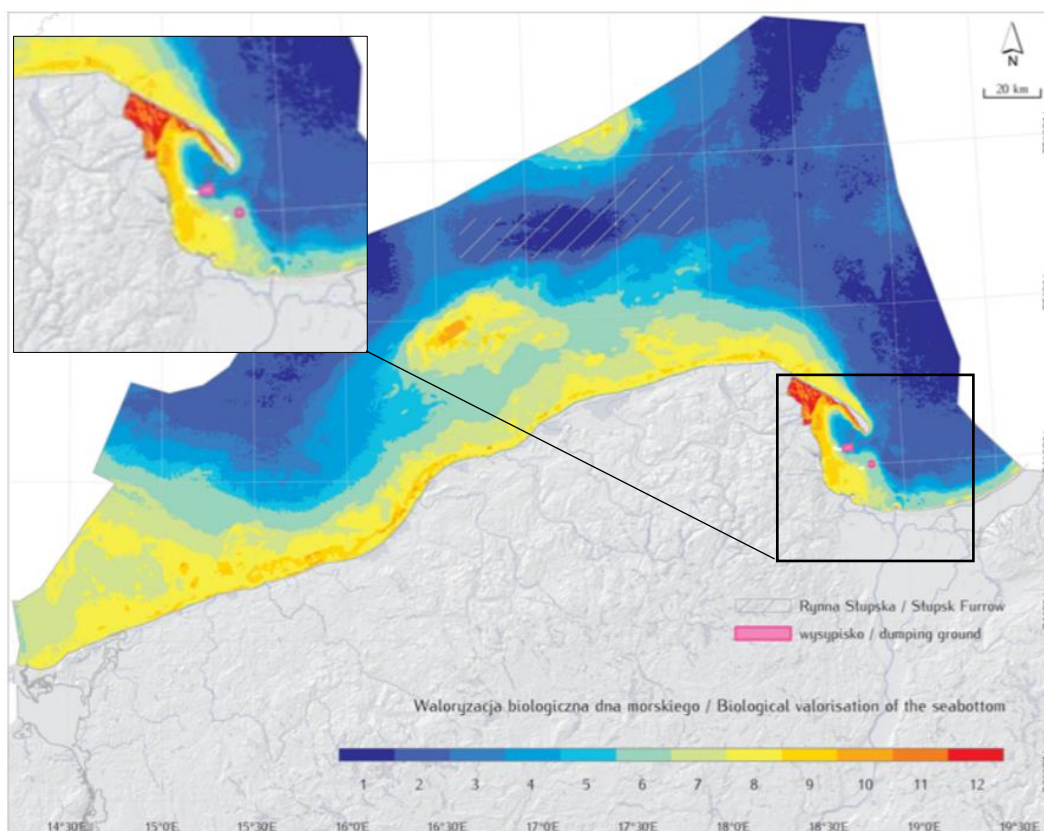 N
20 km
Rynna Słupska / Słupsk Furrow
wysypisko / dumping ground
Waloryzacja biologiczna dna morskiego / Biological valorisation of the seabottom
1 2 3 4 5 6 7 8 9 10 11 12
14°30'E 15°0'E 15°30'E 16°0'E 16°30'E 17°0'E 17°30'E 18°0'E 18°30'E 19°0'E 19°30'E